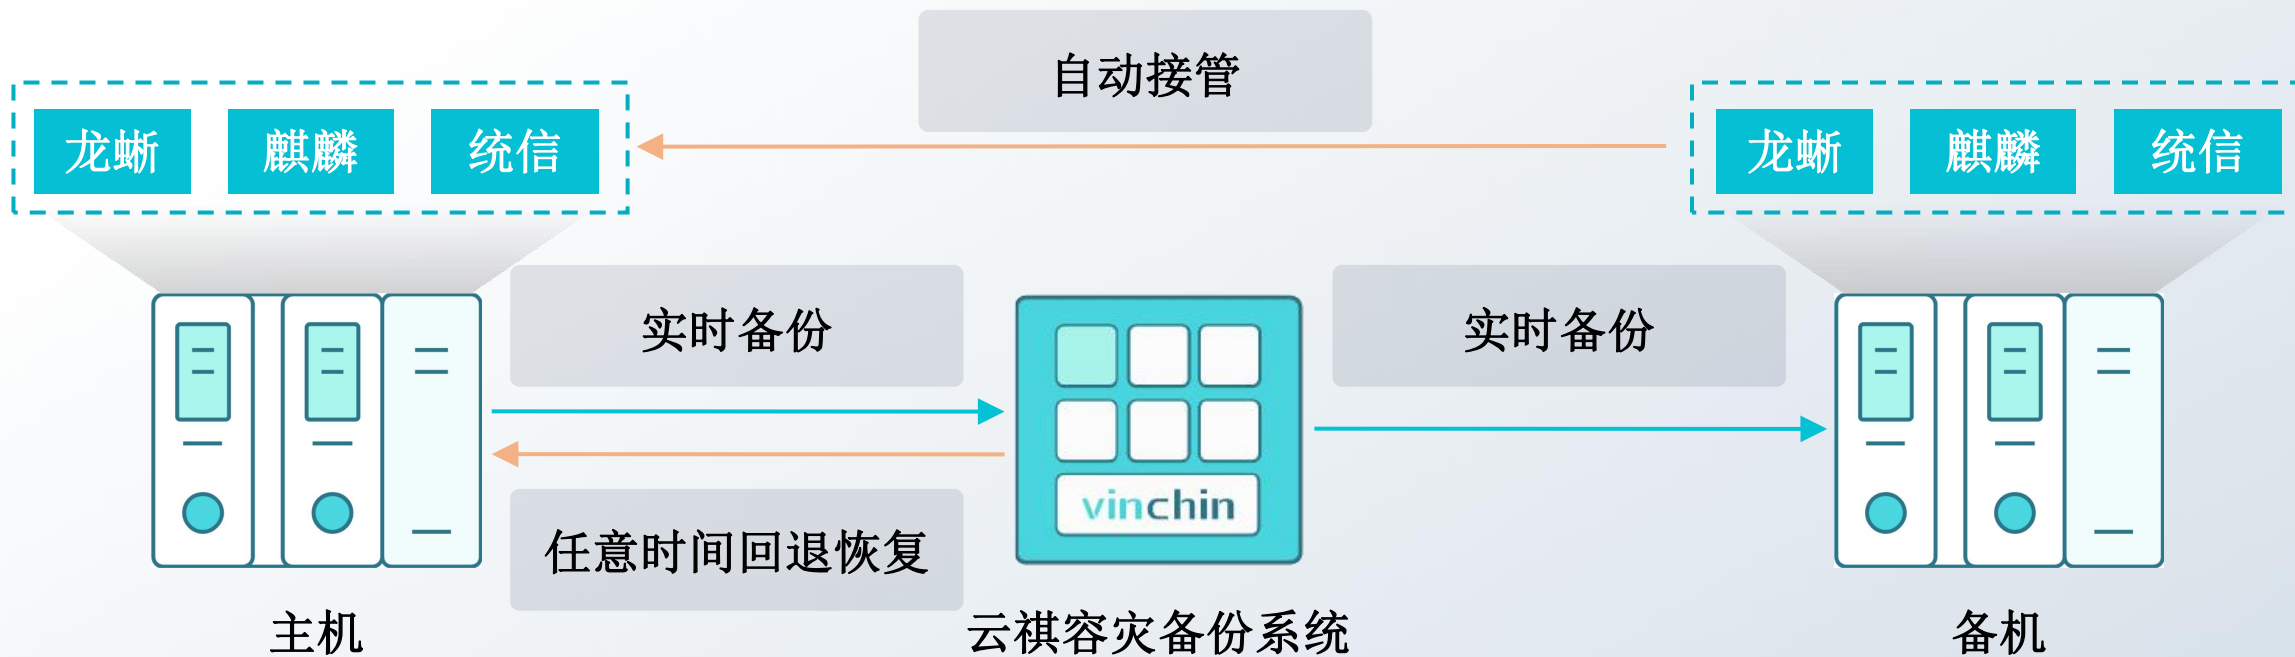 自动接管
龙蜥 麒麟 统信
龙蜥 麒麟 统信
实时备份
实时备份
vinchin
任意时间回退恢复
主机
云祺容灾备份系统
备机